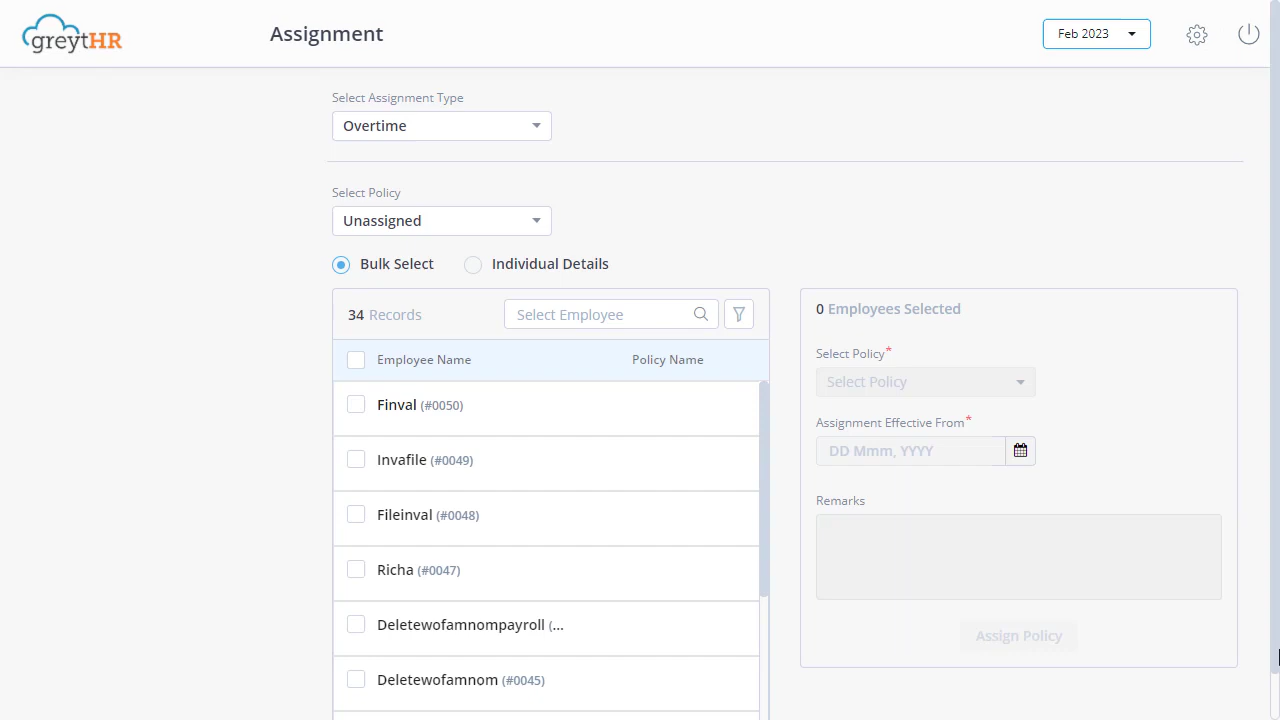 greytHR
Assignment
Feb 2023
Select Assignment Type
Overtime
Select Policy
Unassigned
Bulk Select
Individual Details
34 Records
Select Employee
Employee Name
Policy Name
Finval (#0050)
Invafile (#0049)
Fileinval (#0048)
Richa (#0047)
Deletewofamnompayroll (...
Deletewofamnom (#0045)
0 Employees Selected
Select Policy*
Select Policy
Assignment Effective From*
DD Mmm, YYYY
Remarks
Assign Policy